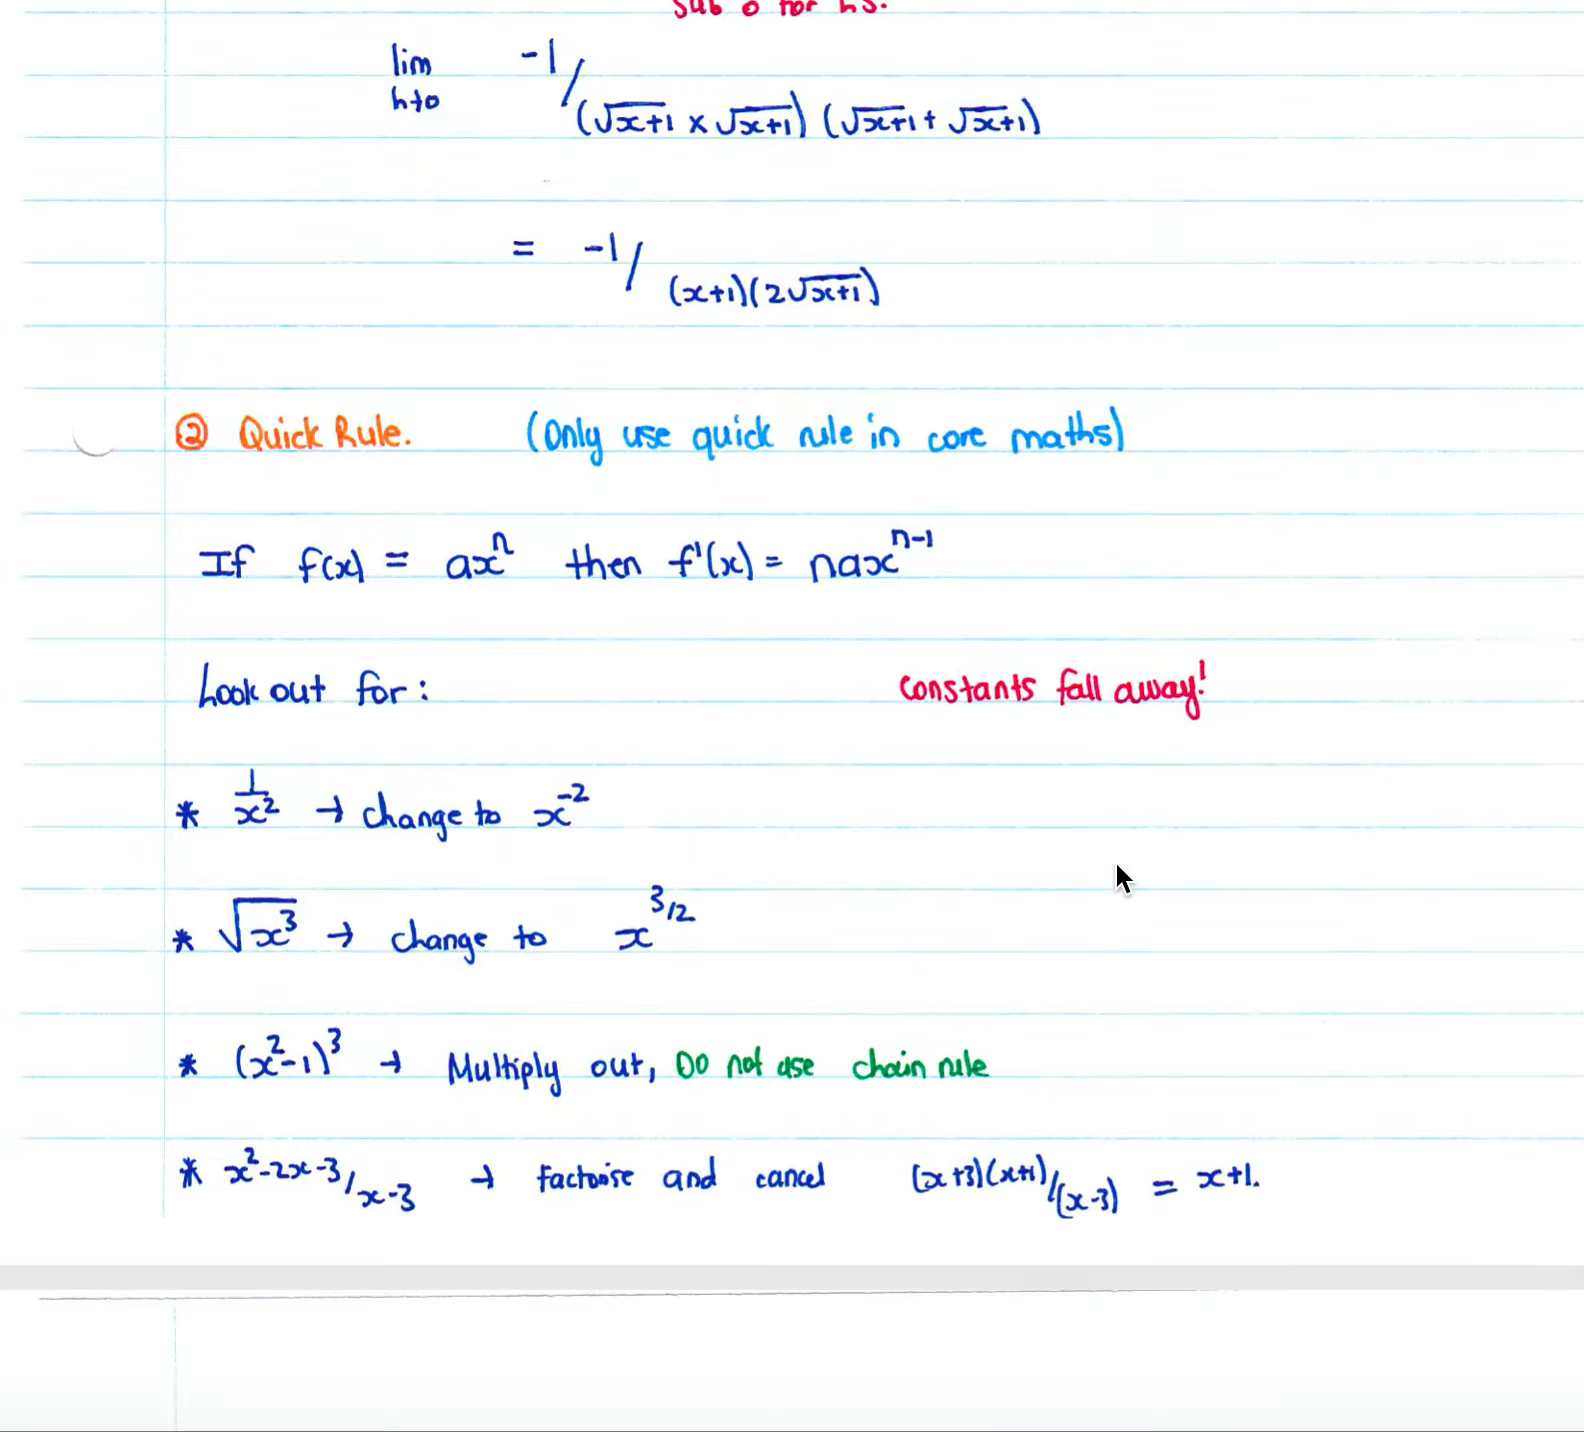 Sub 0 for h's.
lim h→0 -1/(√x+1 × √x+1) (√x+1 + √x+1)
= -1/(x+1)(2√x+1)
② Quick Rule. (Only use quick rule in core maths)
If f(x) = axⁿ then f'(x) = naxⁿ⁻¹
Look out for: constants fall away!
* 1/x² → change to x⁻²
* √x³ → change to x^3/2
* (x²-1)³ → Multiply out, Do not use chain rule
* x²-2x-3/x-3 → factorise and cancel (x+3)(x+1)/(x-3) = x+1.